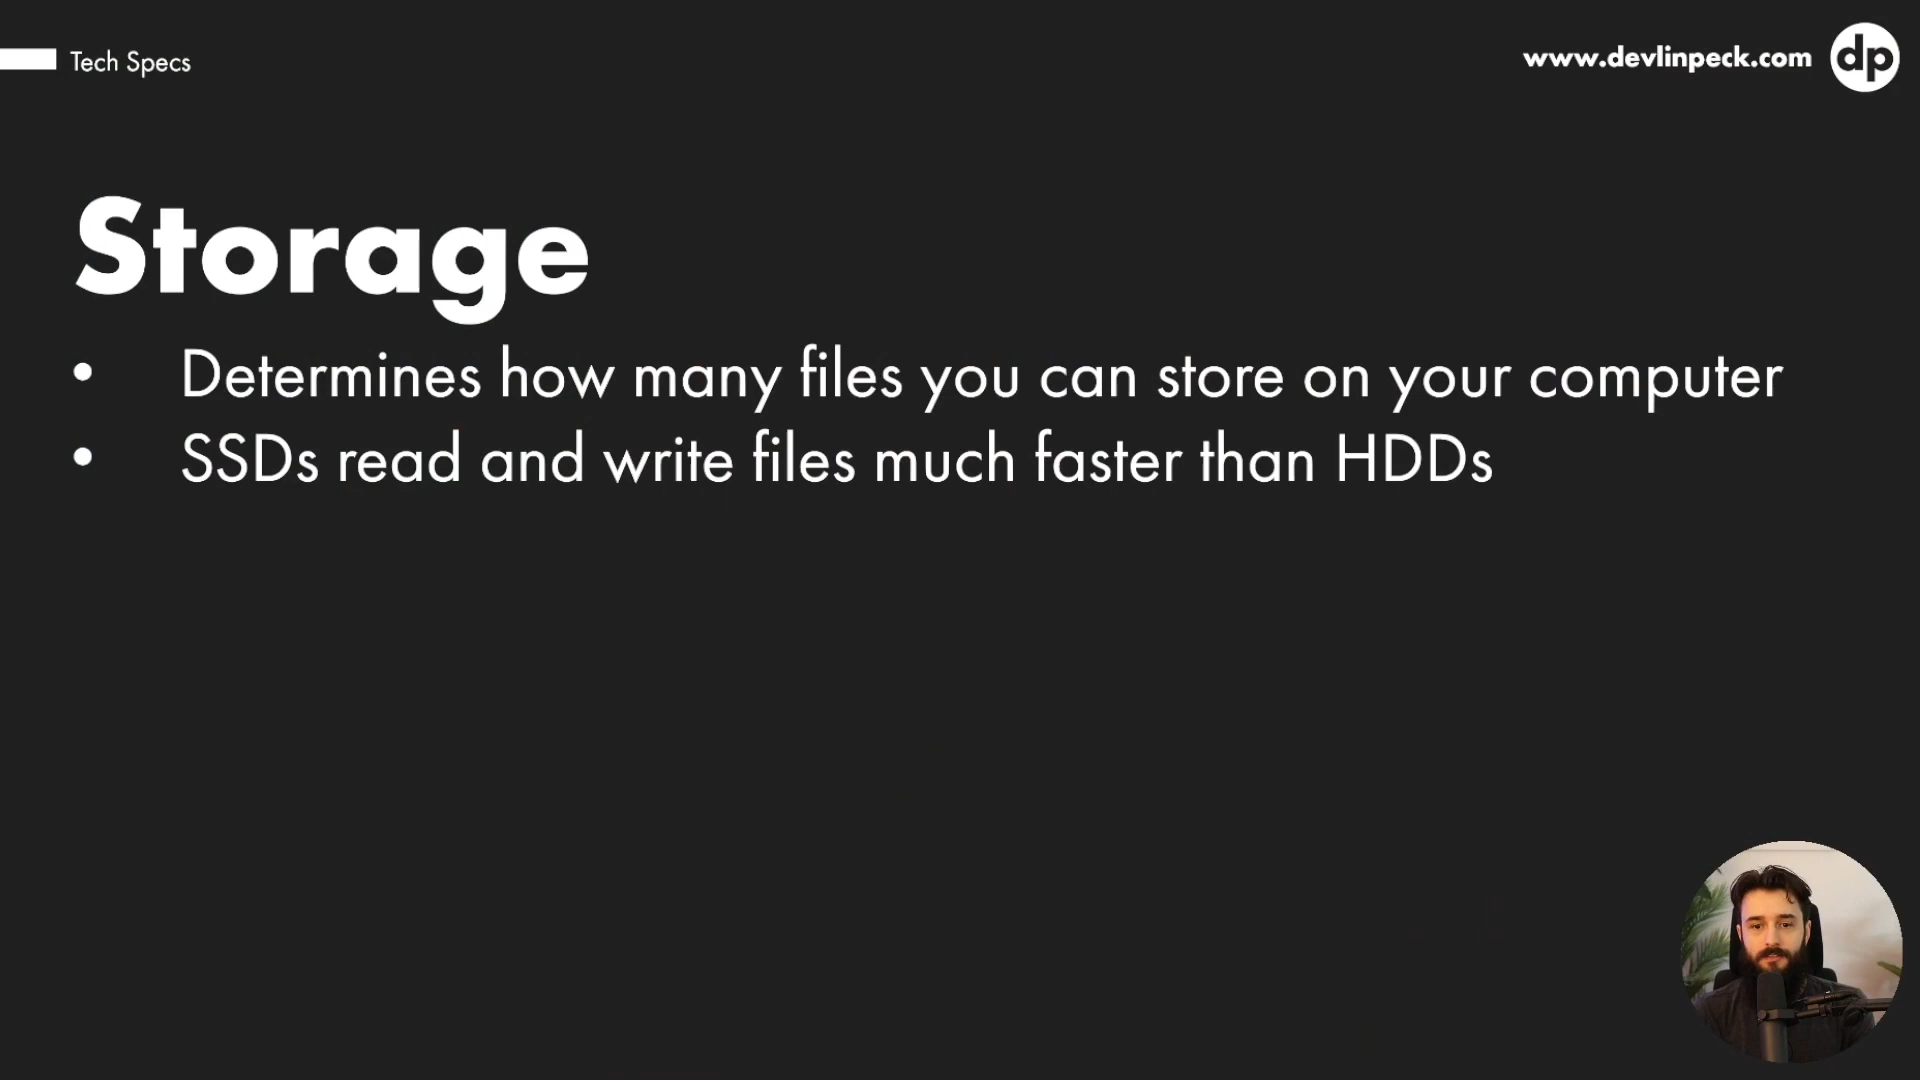 Tech Specs
www.devlinpeck.com dp
Storage
• Determines how many files you can store on your computer
• SSDs read and write files much faster than HDDs